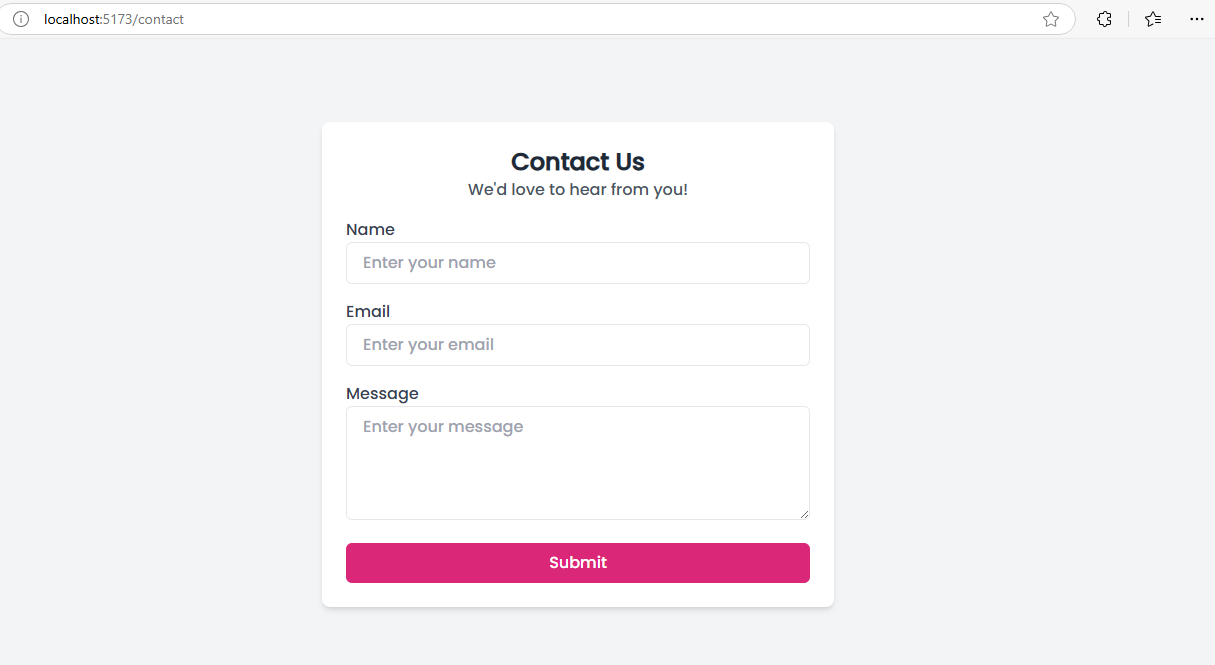 localhost:5173/contact
Contact Us
We'd love to hear from you!
Name
Enter your name
Email
Enter your email
Message
Enter your message
Submit